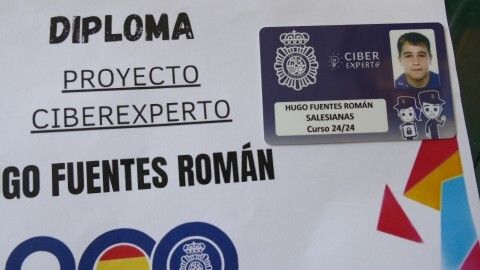 DIPLOMA
PROYECTO
CIBEREXPERTO
GO FUENTES ROMÁN
CIBER
EXPERTO
HUGO FUENTES ROMÁN
SALESIANAS
Curso 24/24